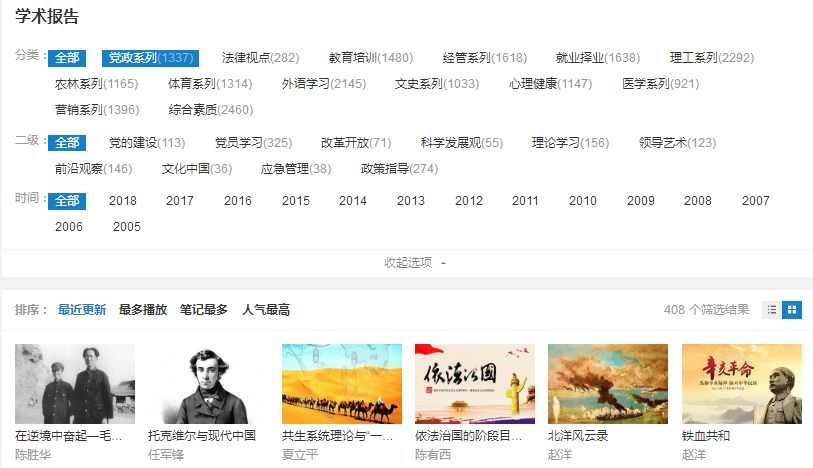 学术报告
分类： 全部 党政系列(1337) 法律视点(282) 教育培训(1480) 经管系列(1618) 就业择业(1638) 理工系列(2292)
农林系列(1165) 体育系列(1314) 外语学习(2145) 文史系列(1033) 心理健康(1147) 医学系列(921)
营销系列(1396) 综合素质(2460)
二级： 全部 党的建设(113) 党员学习(325) 改革开放(71) 科学发展观(55) 理论学习(156) 领导艺术(123)
前沿观察(146) 文化中国(36) 应急管理(38) 政策指导(274)
时间： 全部 2018 2017 2016 2015 2014 2013 2012 2011 2010 2009 2008 2007
2006 2005
收起选项
排序： 最近更新 最多播放 笔记最多 人气最高 408 个筛选结果
依法治國
辛亥革命
在逆境中奋起—毛... 托克维尔与现代中国 共生系统理论与“一... 依法治国的阶段目... 北洋风云录 铁血共和
陈胜华 任军锋 夏立平 陈有西 赵洋 赵洋